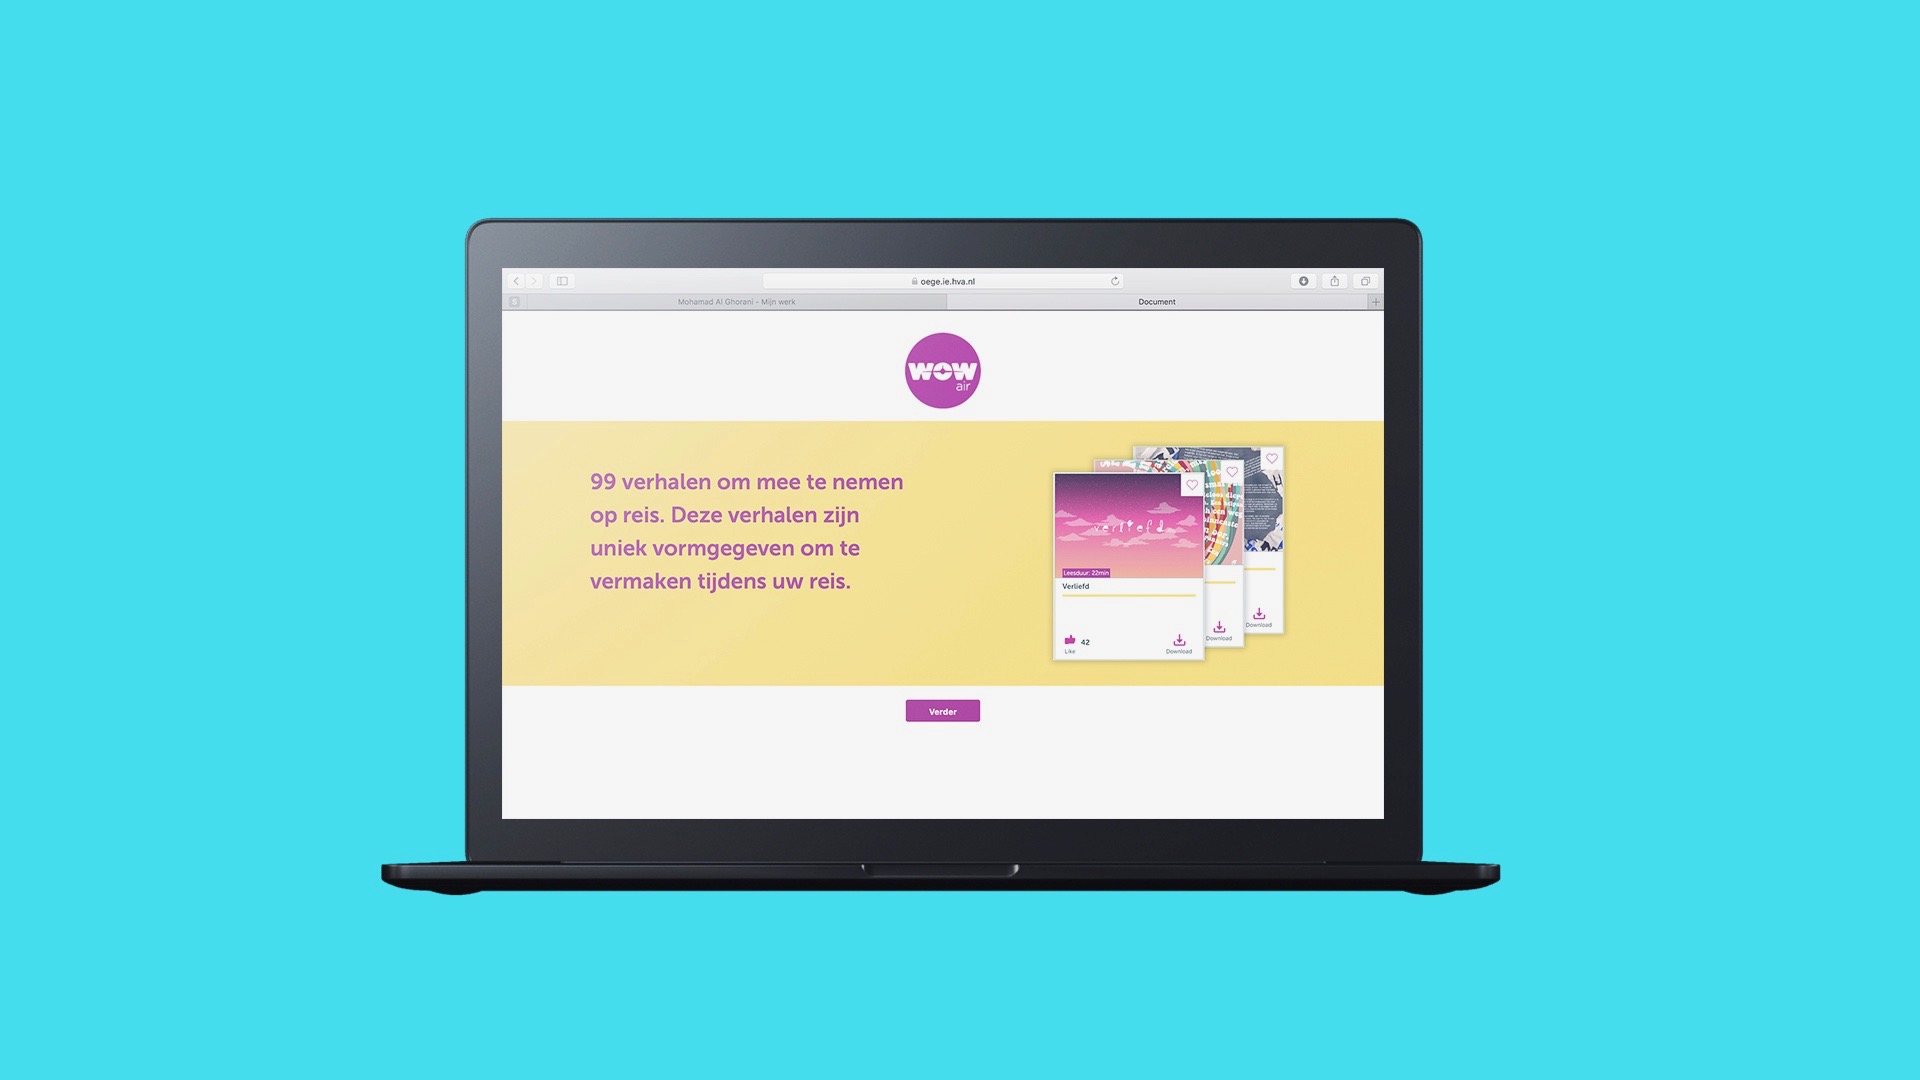 oege.ie.hva.nl
S
Mohamad Al Ghorani - Mijn werk
Document
+
wow
air
99 verhalen om mee te nemen
op reis. Deze verhalen zijn
uniek vormgegeven om te
vermaken tijdens uw reis.
verliefd
Leesduur: 22min
Verliefd
42
Like
Download
Download
Download
Verder